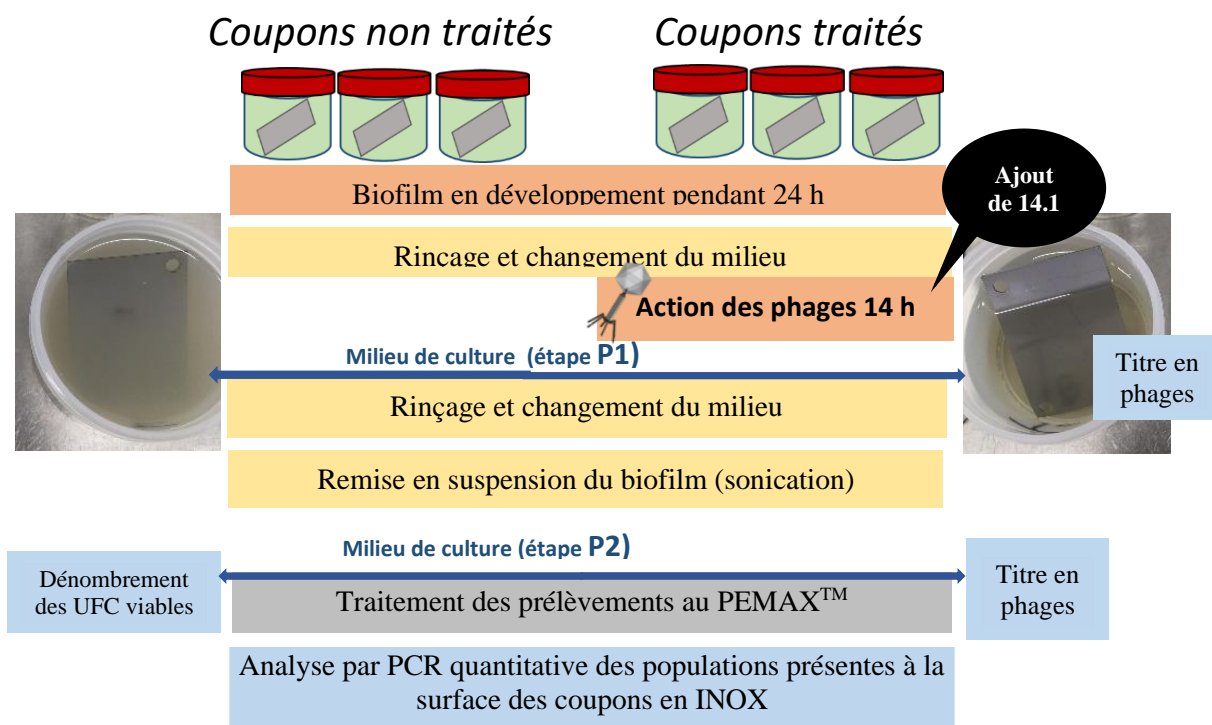 Coupons non traités
Coupons traités
Biofilm en développement pendant 24 h
Ajout
de 14.1
Rinçage et changement du milieu
Action des phages 14 h
Milieu de culture (étape P1)
Titre en
phages
Rinçage et changement du milieu
Remise en suspension du biofilm (sonication)
Milieu de culture (étape P2)
Dénombrement
des UFC viables
Titre en
phages
Traitement des prélèvements au PEMAX™
Analyse par PCR quantitative des populations présentes à la
surface des coupons en INOX